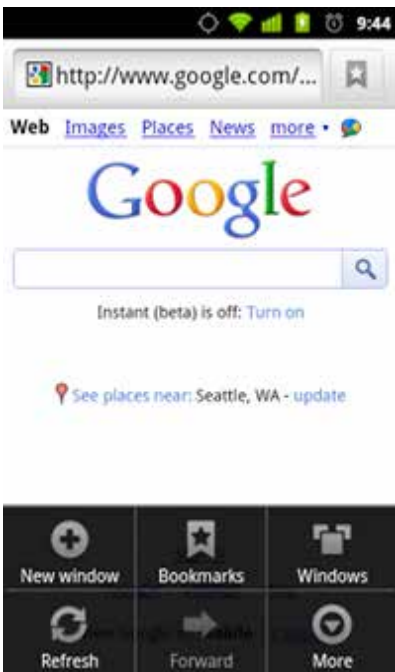 9:44
http://www.google.com/...
Web Images Places News more
Google
Instant (beta) is off: Turn on
See places near: Seattle, WA - update
New window Bookmarks Windows
Refresh Forward More